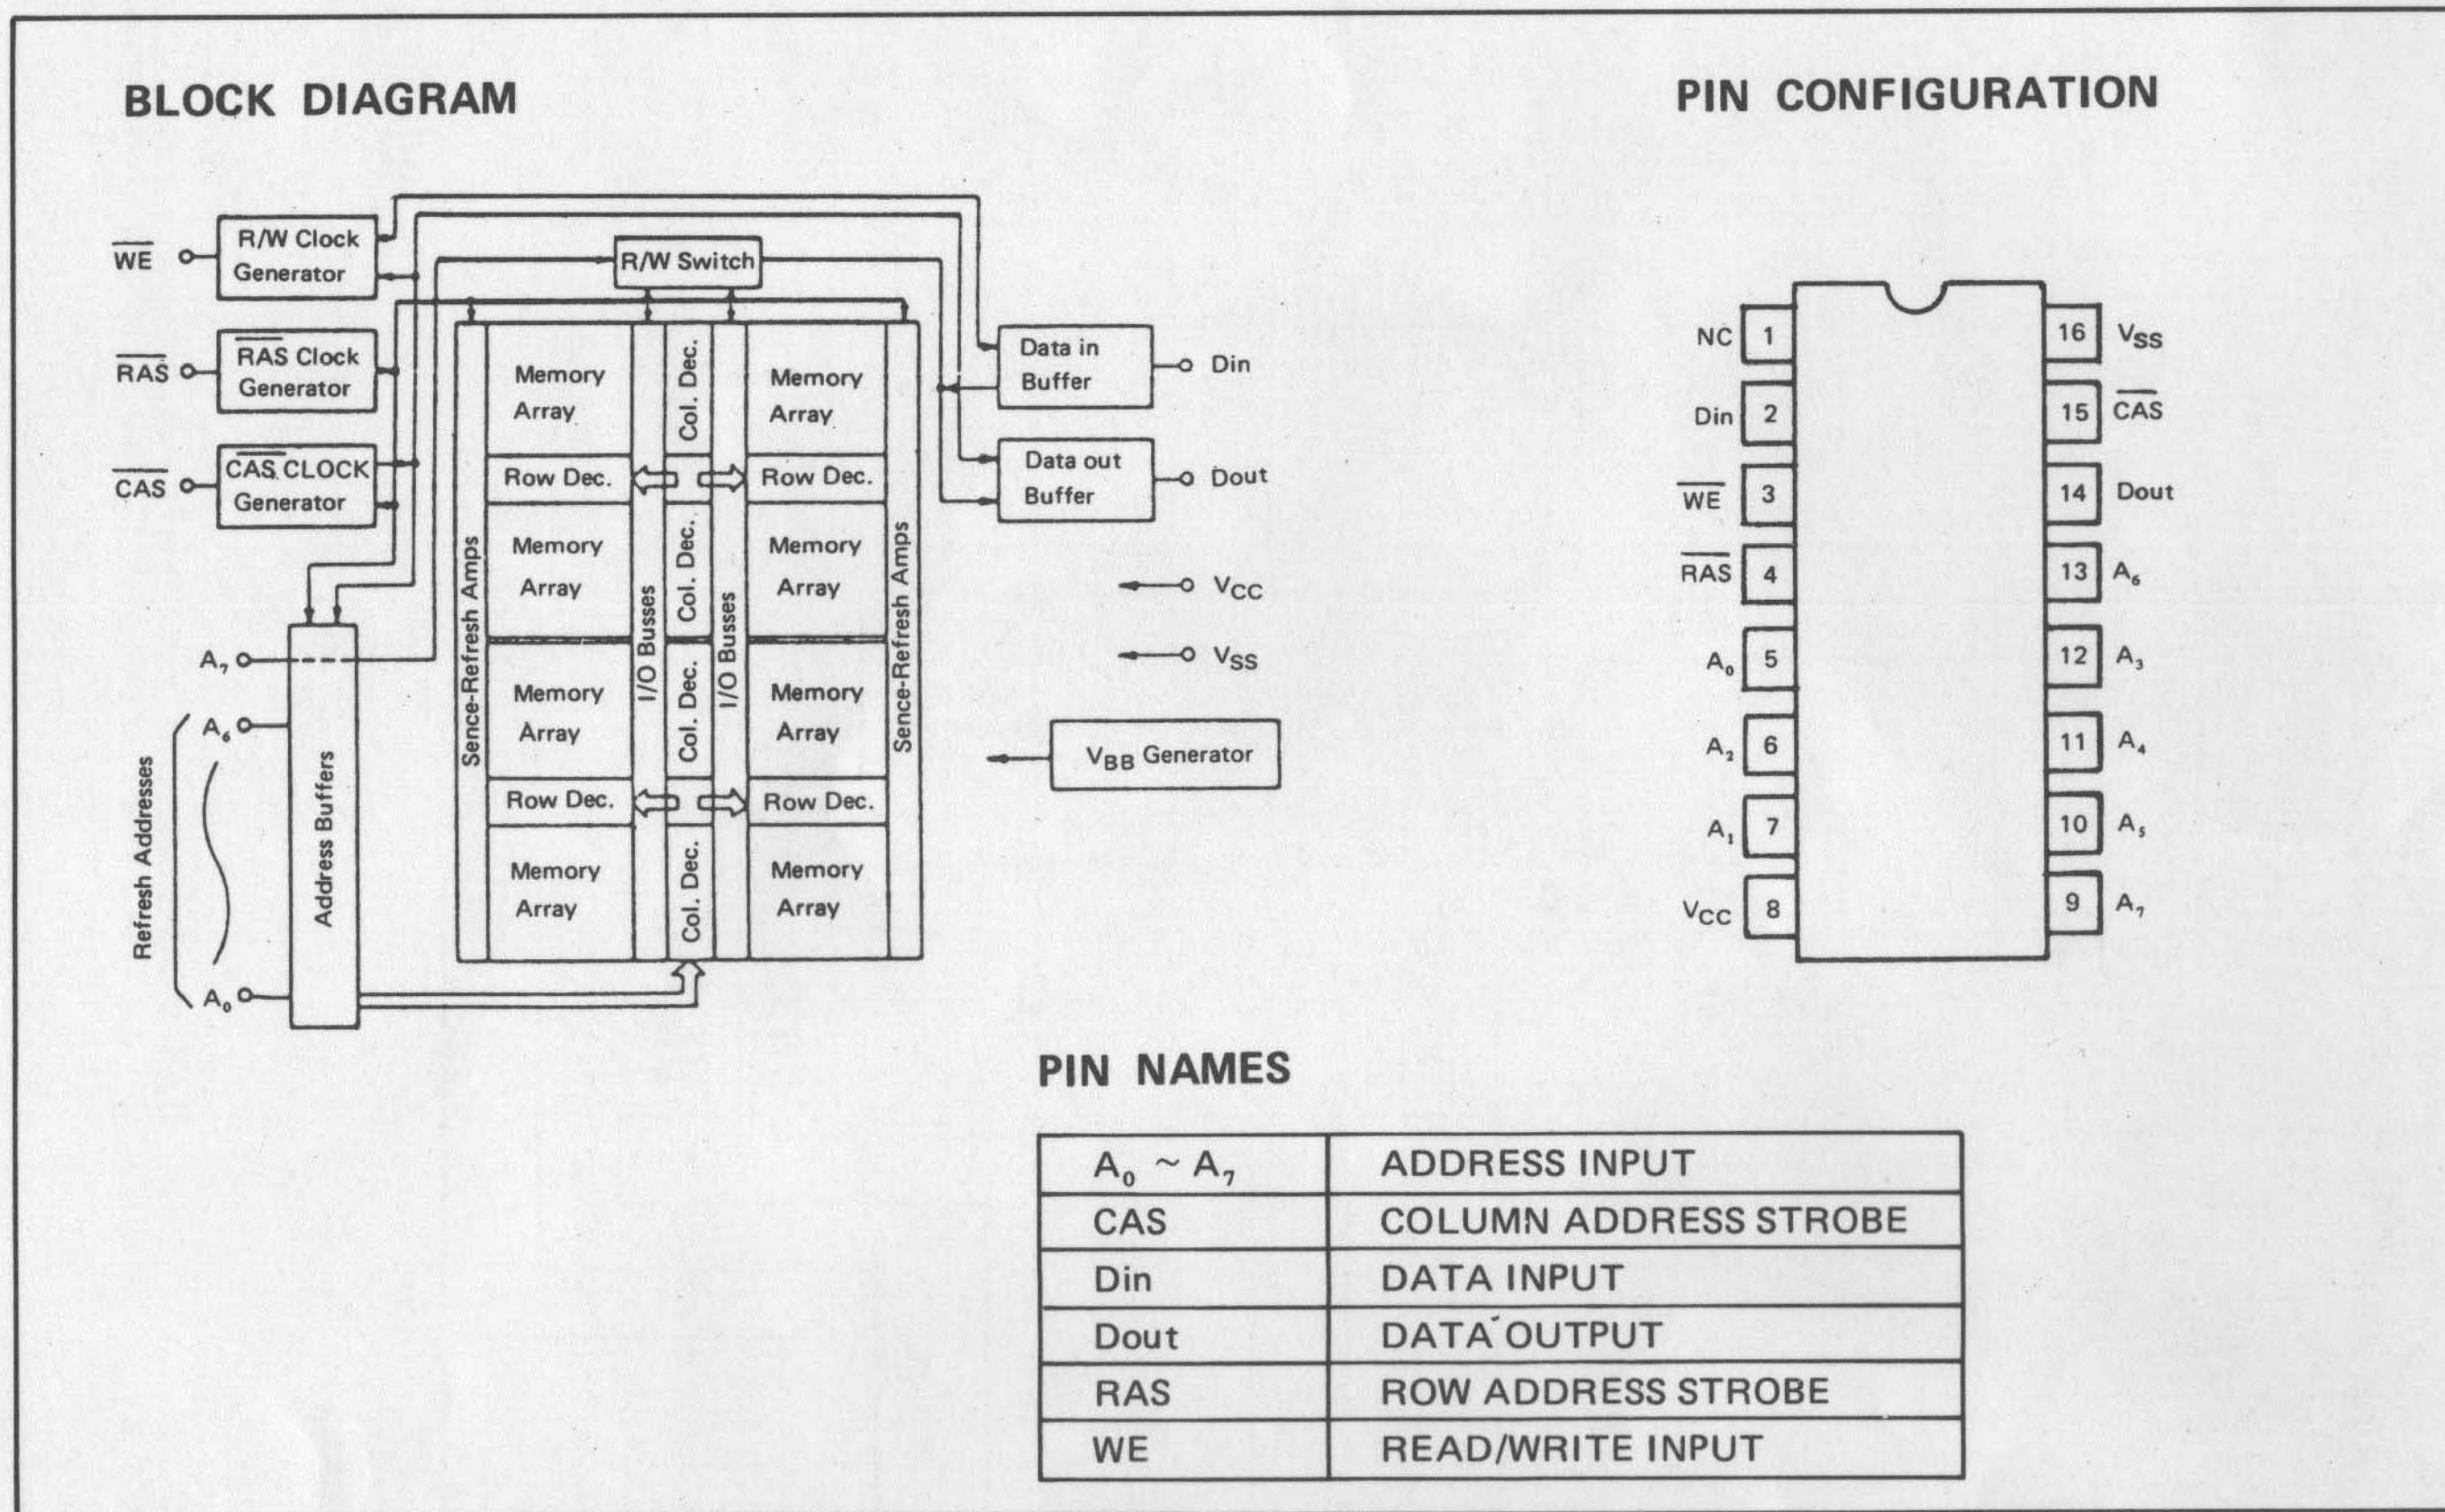 BLOCK DIAGRAM
WE
R/W Clock
Generator
RAS
RAS Clock
Generator
CAS
CAS CLOCK
Generator
R/W Switch
A₇
A₆
A₀
Refresh Addresses
Address Buffers
Sence-Refresh Amps
Memory
Array
Row Dec.
Memory
Array
Memory
Array
Row Dec.
Memory
Array
I/O Busses
Col. Dec.
Col. Dec.
Col. Dec.
Col. Dec.
I/O Busses
Memory
Array
Row Dec.
Memory
Array
Memory
Array
Row Dec.
Memory
Array
Sence-Refresh Amps
Data in
Buffer
Din
Data out
Buffer
Dout
VCC
VSS
VBB Generator
PIN CONFIGURATION
NC 1
Din 2
WE 3
RAS 4
A₀ 5
A₂ 6
A₁ 7
VCC 8
16 VSS
15 CAS
14 Dout
13 A₆
12 A₃
11 A₄
10 A₅
9 A₇
PIN NAMES
A₀ ~ A₇ ADDRESS INPUT
CAS COLUMN ADDRESS STROBE
Din DATA INPUT
Dout DATA OUTPUT
RAS ROW ADDRESS STROBE
WE READ/WRITE INPUT